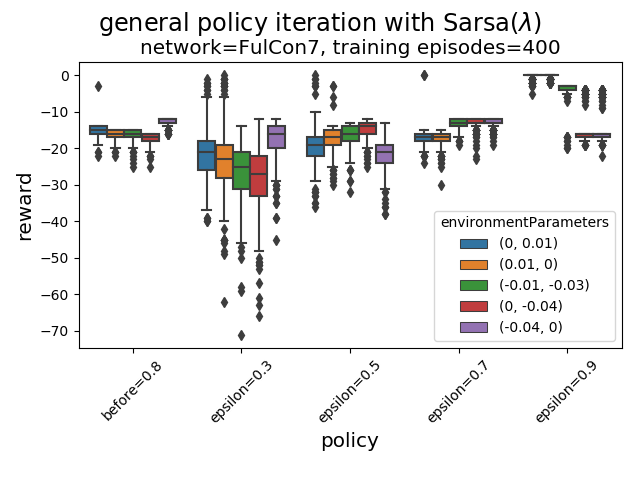 general policy iteration with Sarsa(λ)
network=FulCon7, training episodes=400
reward
0
−10
−20
−30
−40
−50
−60
−70
environmentParameters
(0, 0.01)
(0.01, 0)
(-0.01, -0.03)
(0, -0.04)
(-0.04, 0)
before=0.8
epsilon=0.3
epsilon=0.5
epsilon=0.7
epsilon=0.9
policy